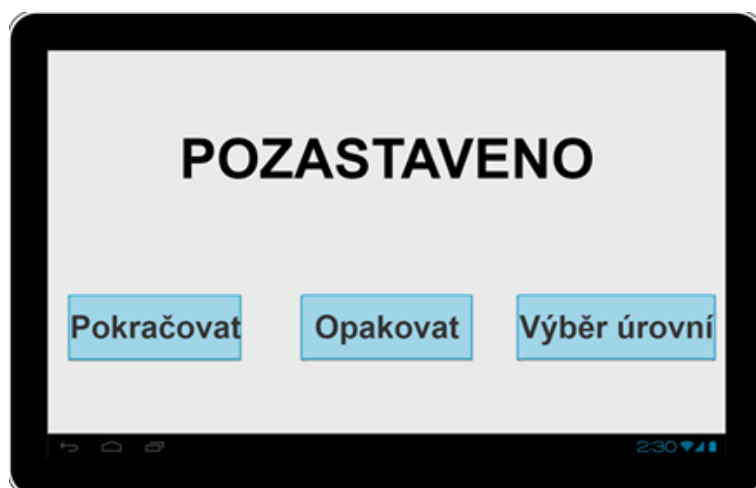 POZASTAVENO
Pokračovat
Opakovat
Výběr úrovní
2:30